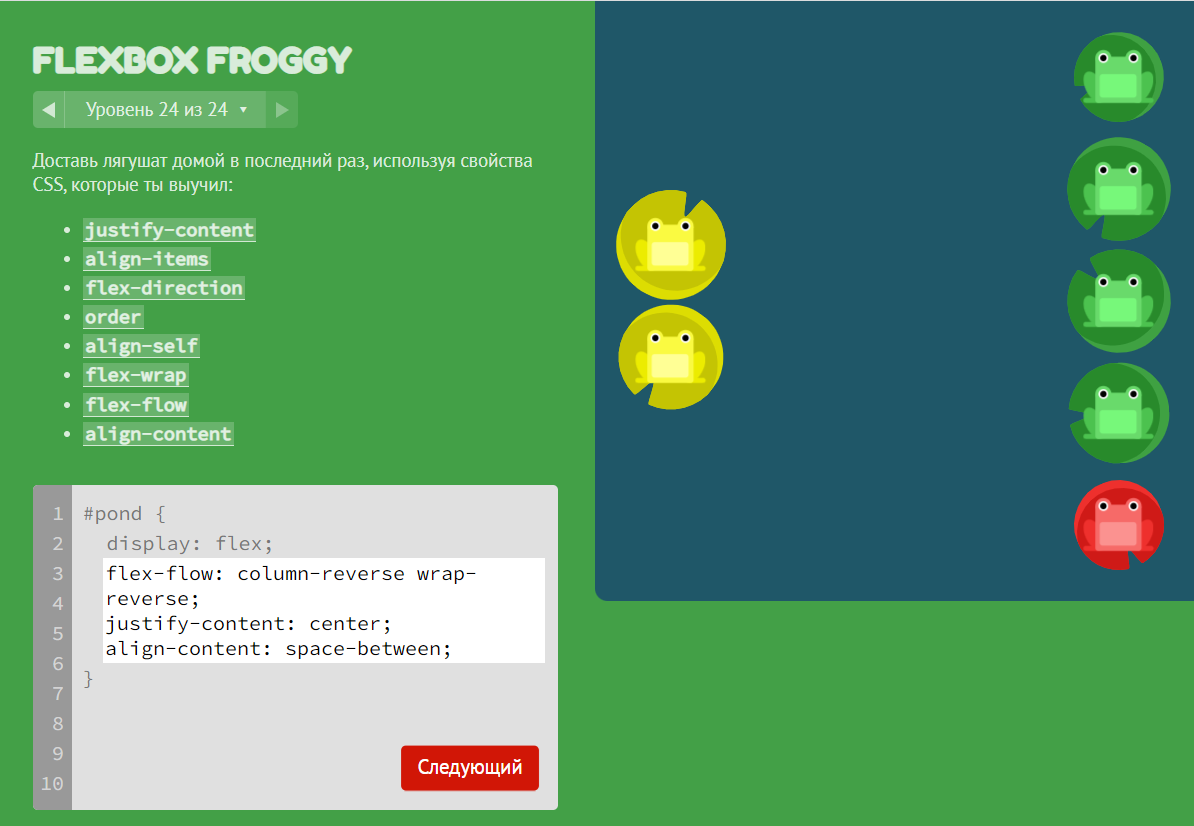 FLEXBOX FROGGY
Уровень 24 из 24
Доставь лягушат домой в последний раз, используя свойства
CSS, которые ты выучил:
justify-content
align-items
flex-direction
order
align-self
flex-wrap
flex-flow
align-content
1 #pond {
2 display: flex;
3 flex-flow: column-reverse wrap-
4 reverse;
5 justify-content: center;
6 align-content: space-between;
7 }
8
9
10
Следующий